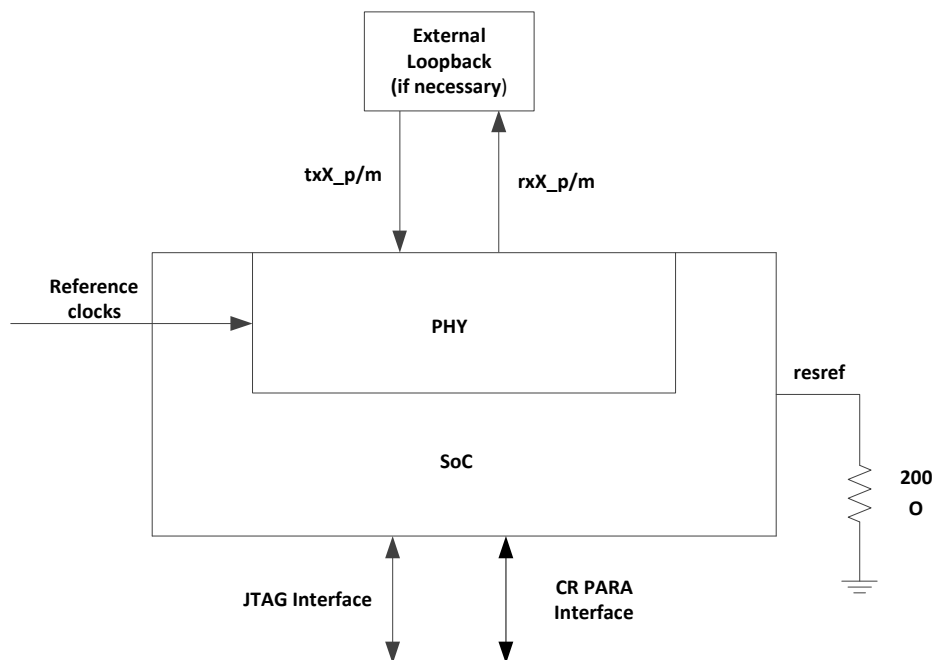 External
Loopback
(if necessary)
txX_p/m
rxX_p/m
Reference
clocks
PHY
resref
SoC
200
O
JTAG Interface
CR PARA
Interface